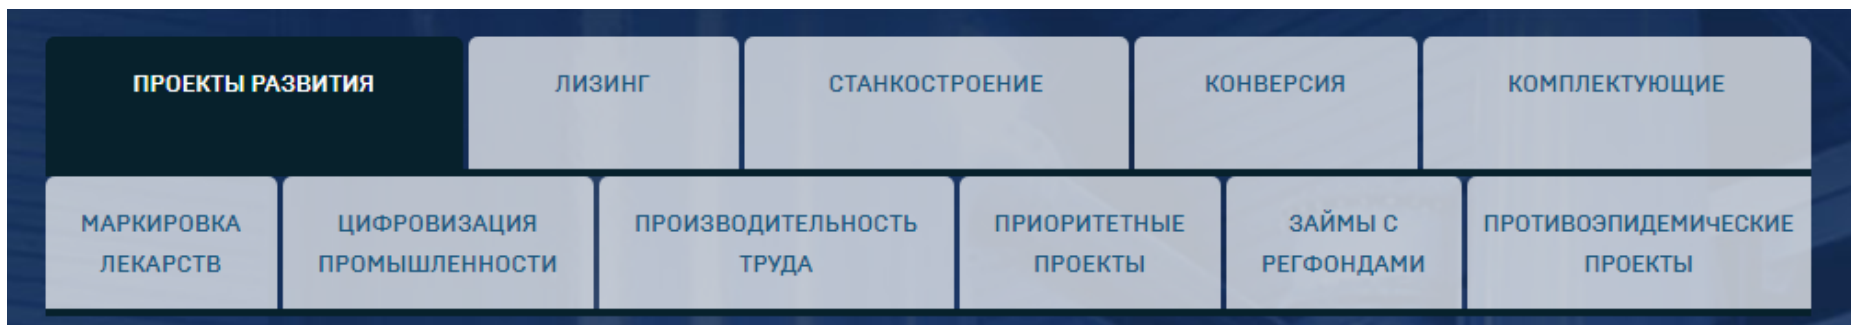 ПРОЕКТЫ РАЗВИТИЯ
ЛИЗИНГ
СТАНКОСТРОЕНИЕ
КОНВЕРСИЯ
КОМПЛЕКТУЮЩИЕ
МАРКИРОВКА
ЛЕКАРСТВ
ЦИФРОВИЗАЦИЯ
ПРОМЫШЛЕННОСТИ
ПРОИЗВОДИТЕЛЬНОСТЬ
ТРУДА
ПРИОРИТЕТНЫЕ
ПРОЕКТЫ
ЗАЙМЫ С
РЕГФОНДАМИ
ПРОТИВОЭПИДЕМИЧЕСКИЕ
ПРОЕКТЫ